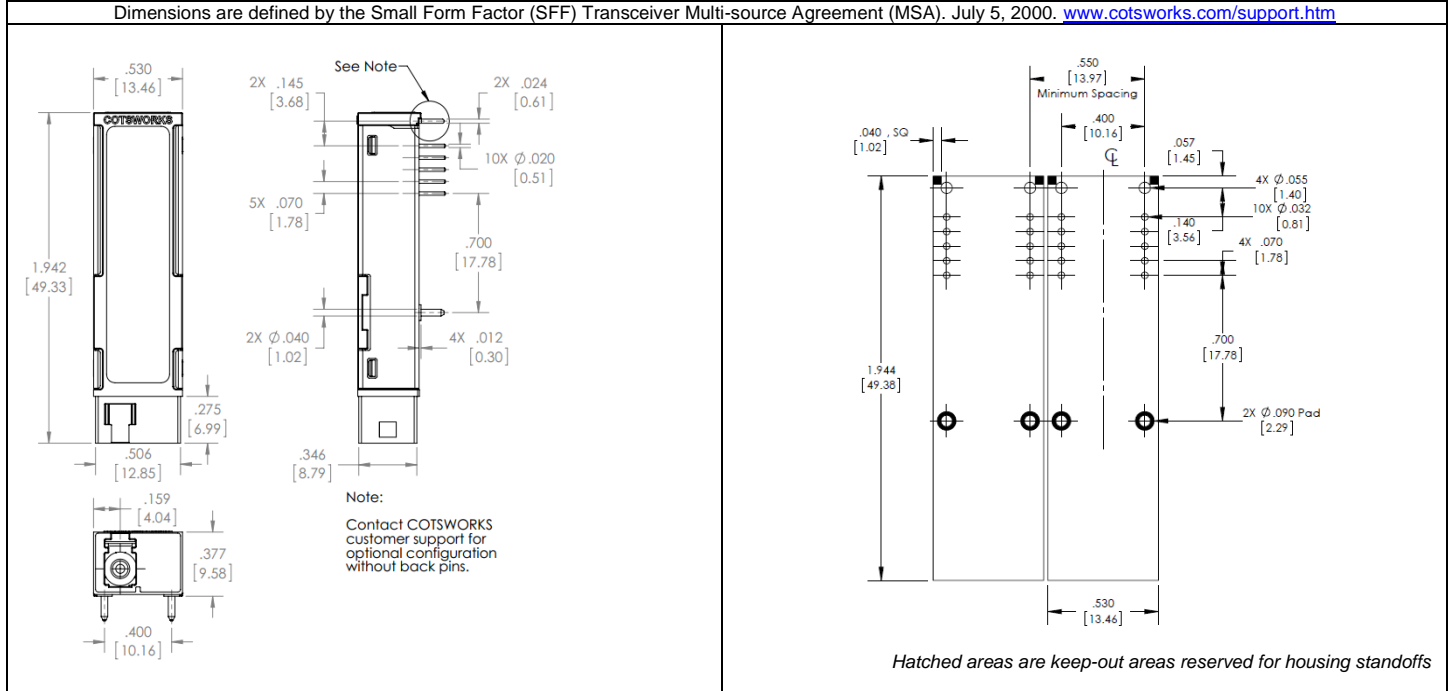 Dimensions are defined by the Small Form Factor (SFF) Transceiver Multi-source Agreement (MSA). July 5, 2000. www.cotsworks.com/support.htm
.530
[13.46]
COTSWORKS
1.942
[49.33]
.275
[6.99]
.506
[12.85]
.159
[4.04]
.377
[9.58]
.400
[10.16]
See Note
2X .145
[3.68]
2X .024
[0.61]
10X Ø.020
[0.51]
5X .070
[1.78]
.700
[17.78]
2X Ø.040
[1.02]
4X .012
[0.30]
.346
[8.79]
Note:
Contact COTSWORKS
customer support for
optional configuration
without back pins.
.550
[13.97]
Minimum Spacing
.400
[10.16]
℄
.040 , SQ
[1.02]
.057
[1.45]
4X Ø.055
[1.40]
10X Ø.032
[0.81]
.140
[3.56]
4X .070
[1.78]
.700
[17.78]
1.944
[49.38]
2X Ø.090 Pad
[2.29]
.530
[13.46]
Hatched areas are keep-out areas reserved for housing standoffs